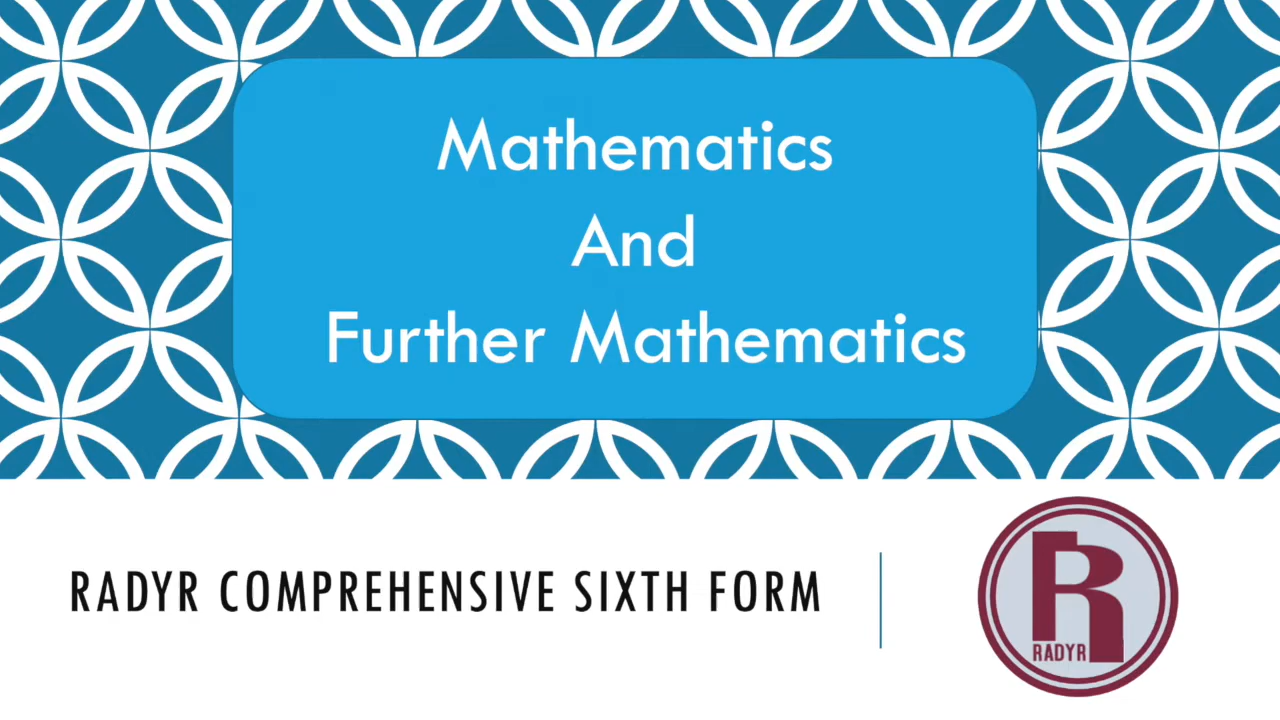 Mathematics
And
Further Mathematics
RADYR COMPREHENSIVE SIXTH FORM
RADYR